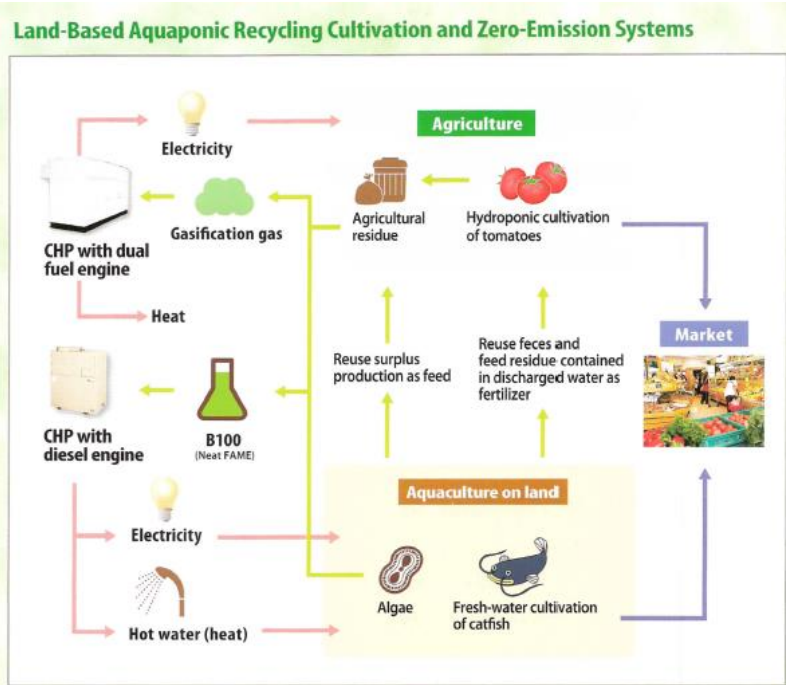 Land-Based Aquaponic Recycling Cultivation and Zero-Emission Systems
Electricity
Agriculture
Gasification gas
Agricultural
residue
Hydroponic cultivation
of tomatoes
CHP with dual
fuel engine
Heat
Market
Reuse surplus
production as feed
Reuse feces and
feed residue contained
in discharged water as
fertilizer
CHP with
diesel engine
B100
(Neat FAME)
Aquaculture on land
Electricity
Algae
Fresh-water cultivation
of catfish
Hot water (heat)